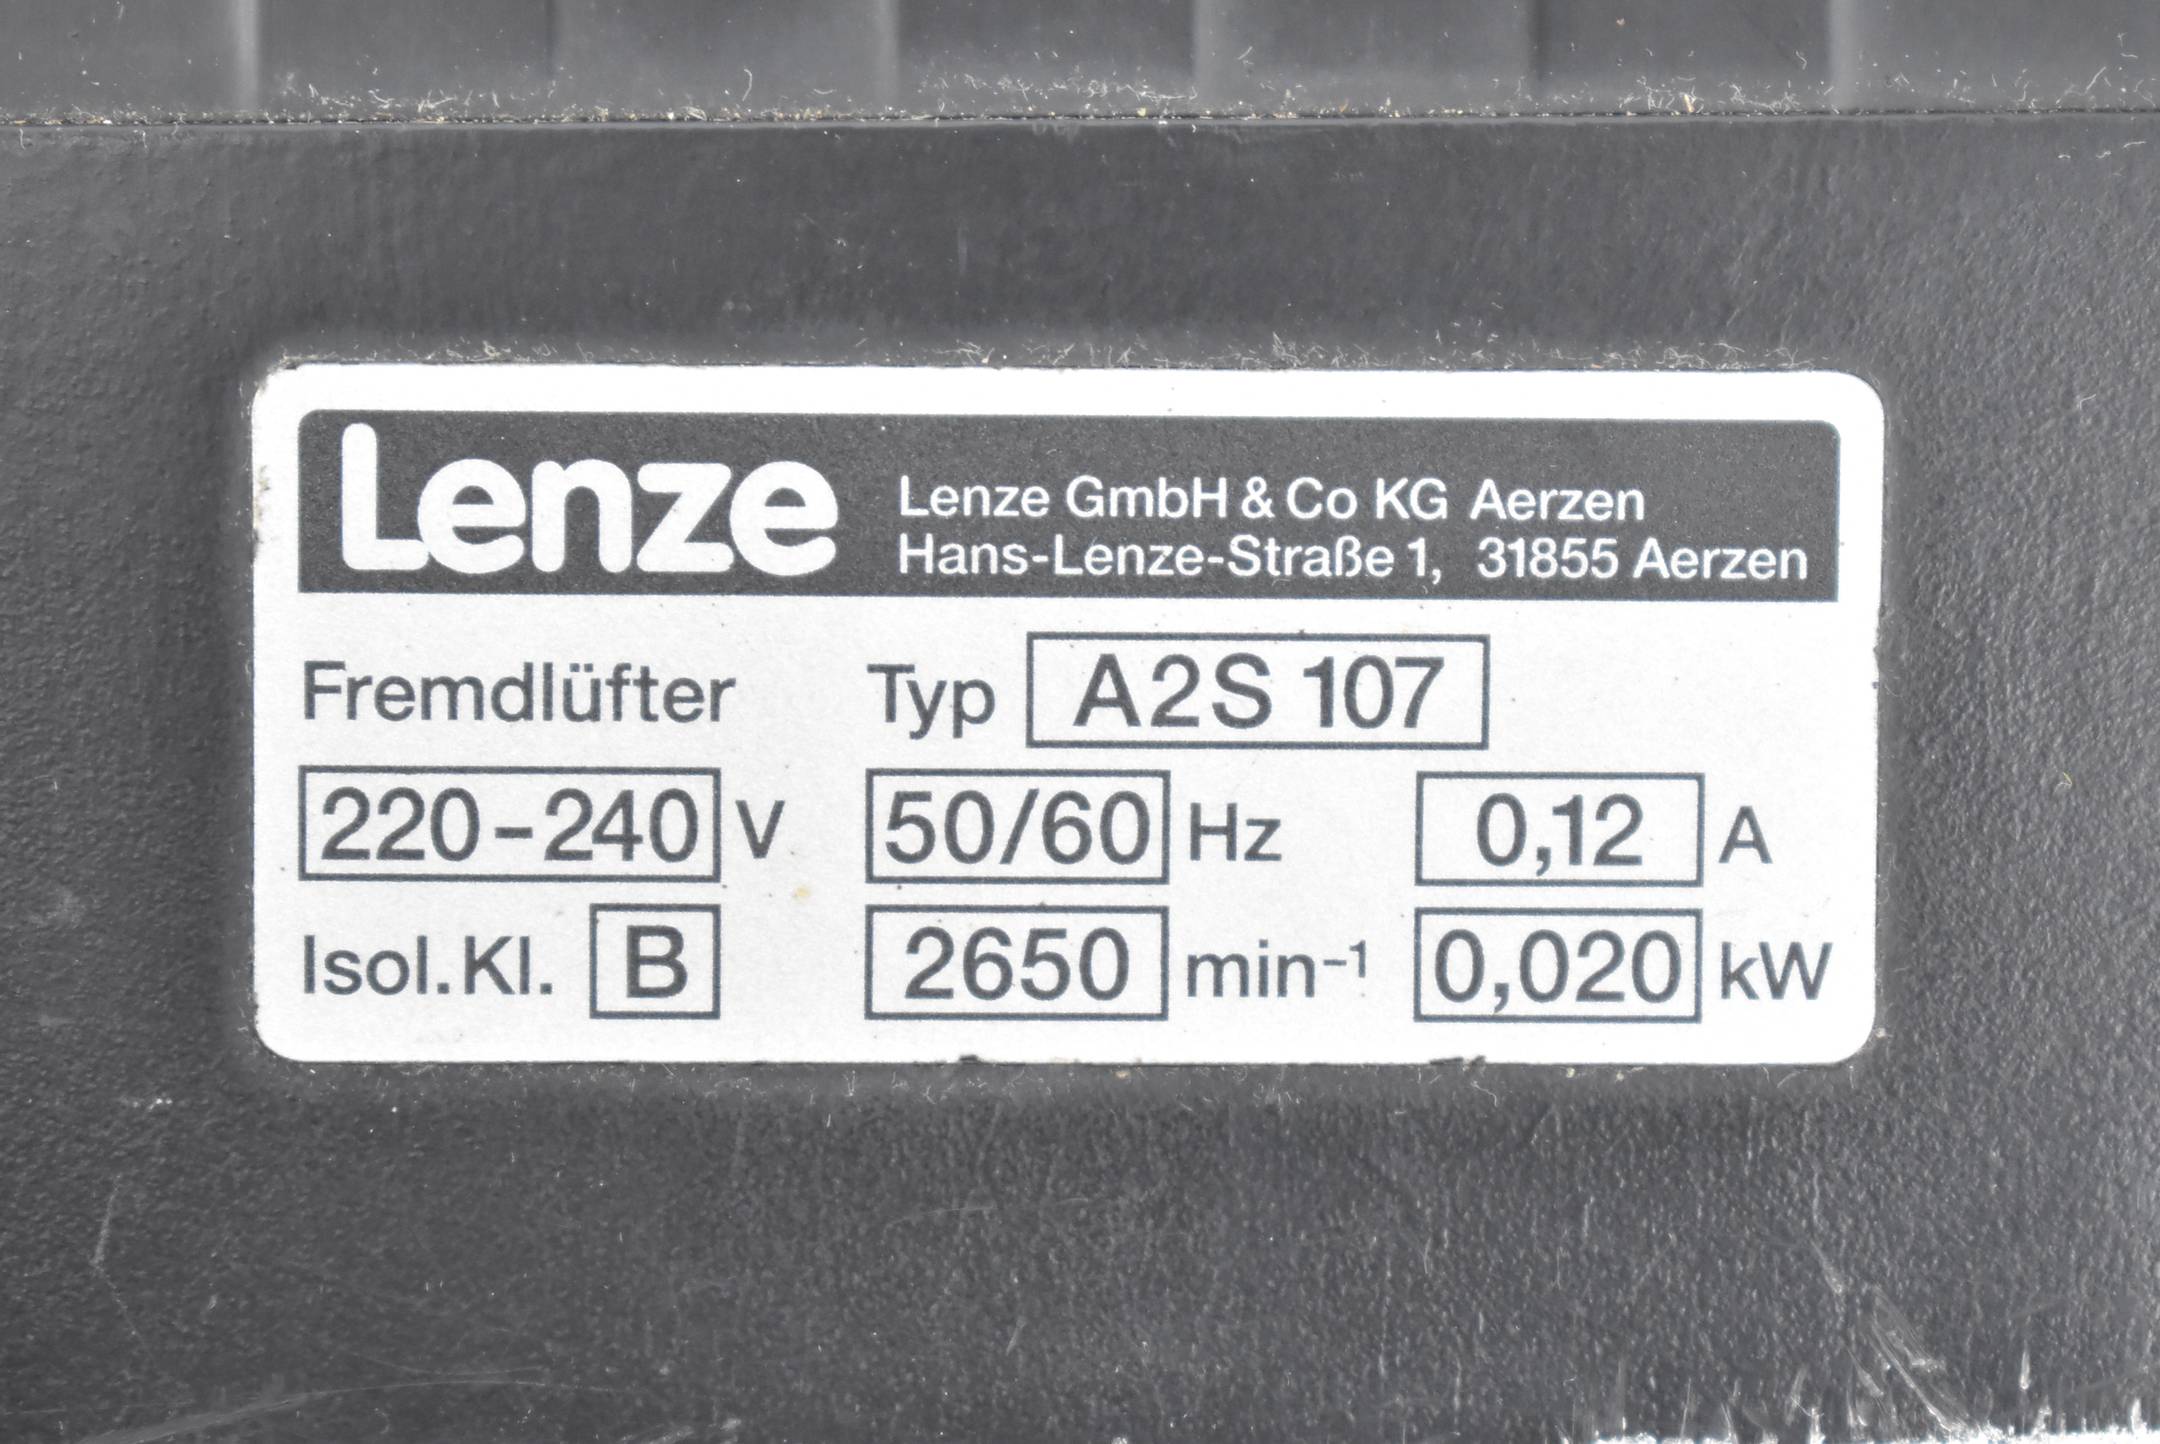 Lenze
Lenze GmbH & Co KG Aerzen
Hans-Lenze-Straße 1, 31855 Aerzen
Fremdlüfter Typ A2S 107
220-240 V 50/60 Hz 0,12 A
Isol. Kl. B 2650 min⁻¹ 0,020 kW